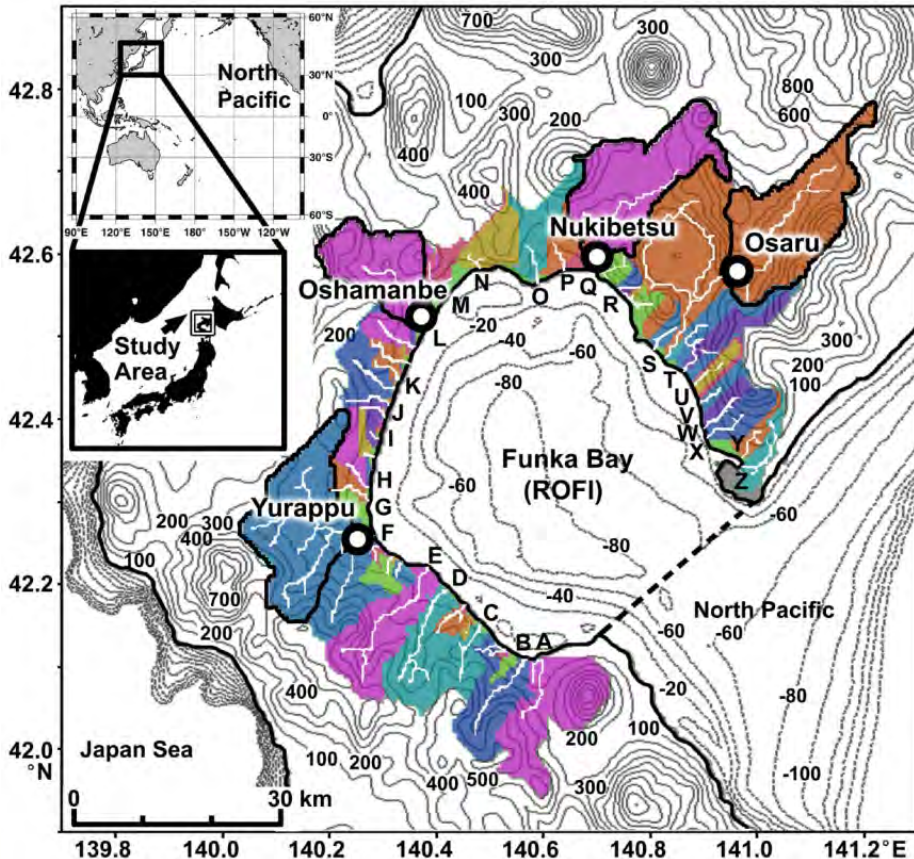 60°N
30°N
0°
30°S
60°S
90°E
120°E
150°E
180°
150°W
120°W
North
Pacific
Study
Area
42.8
42.6
42.4
42.2
42.0
°N
139.8
140.0
140.2
140.4
140.6
140.8
141.0
141.2°E
700
300
300
100
300
200
800
600
400
400
Nukibetsu
Osaru
Oshamanbe
N
M
O
P
Q
R
L
-20
-40
-60
300
200
100
200
-80
S
T
U
V
W
X
Y
Z
K
J
I
H
G
F
E
D
C
B A
Funka Bay
(ROFI)
-60
-60
Yurappu
200
300
400
100
700
200
-80
-40
North Pacific
-60
-60
-20
-80
-100
400
100
200
400
500
200
100
300
Japan Sea
0
30 km